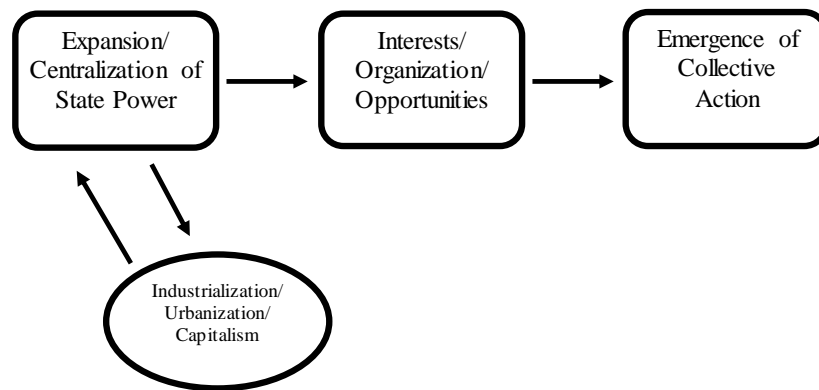 Expansion/
Centralization of
State Power
Interests/
Organization/
Opportunities
Emergence of
Collective
Action
Industrialization/
Urbanization/
Capitalism